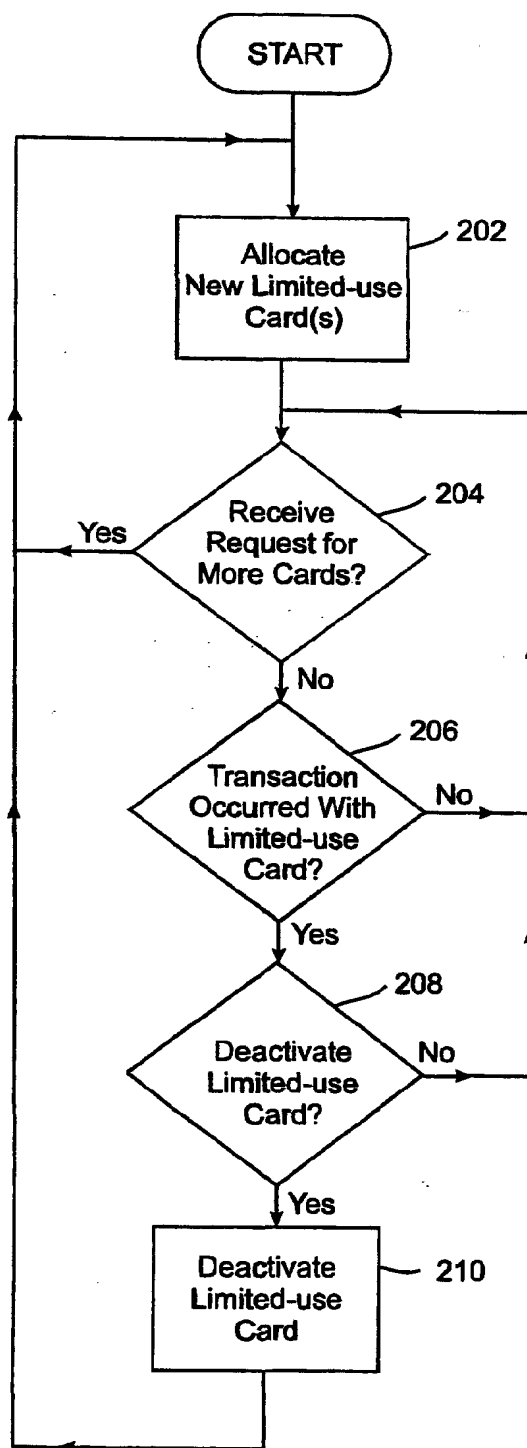 START
202
Allocate
New Limited-use
Card(s)
204
Yes
Receive
Request for
More Cards?
No
206
Transaction
Occurred With
Limited-use
Card?
No
Yes
208
Deactivate
Limited-use
Card?
No
Yes
Deactivate
Limited-use
Card
210